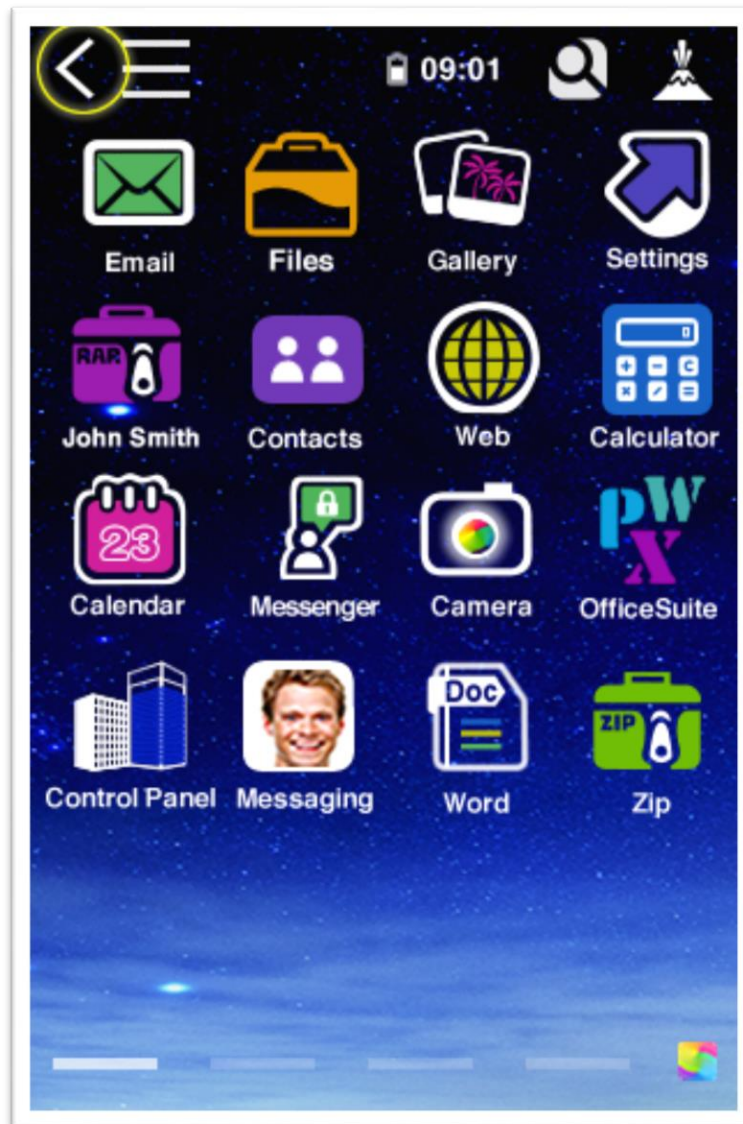 09:01
Email Files Gallery Settings
RAR
John Smith Contacts Web Calculator
23
Calendar Messenger Camera OfficeSuite
PWX
Doc
ZIP
Control Panel Messaging Word Zip